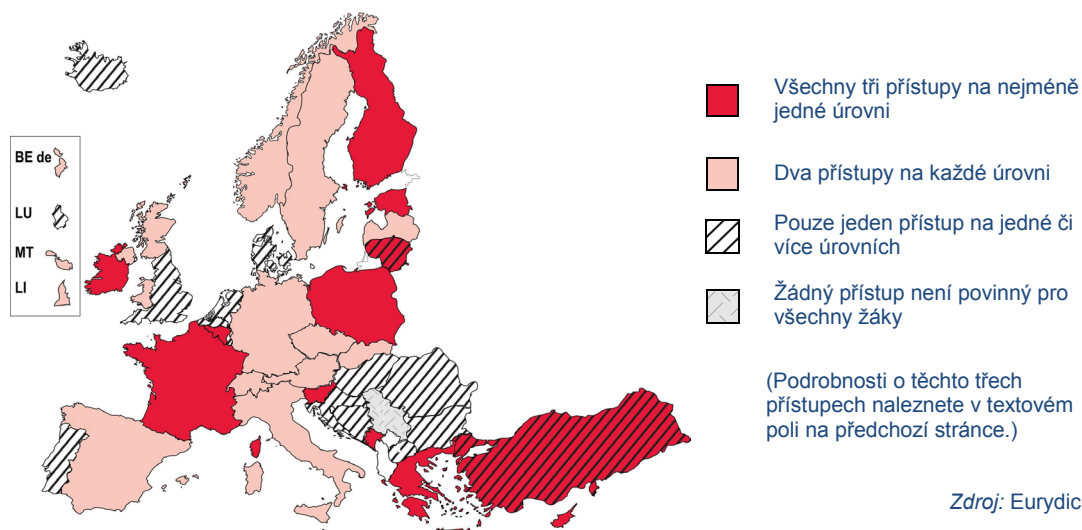 BE de
LU
MT
LI
Všechny tři přístupy na nejméně
jedné úrovni
Dva přístupy na každé úrovni
Pouze jeden přístup na jedné či
více úrovních
Žádný přístup není povinný pro
všechny žáky
(Podrobnosti o těchto třech
přístupech naleznete v textovém
poli na předchozí stránce.)
Zdroj: Eurydic